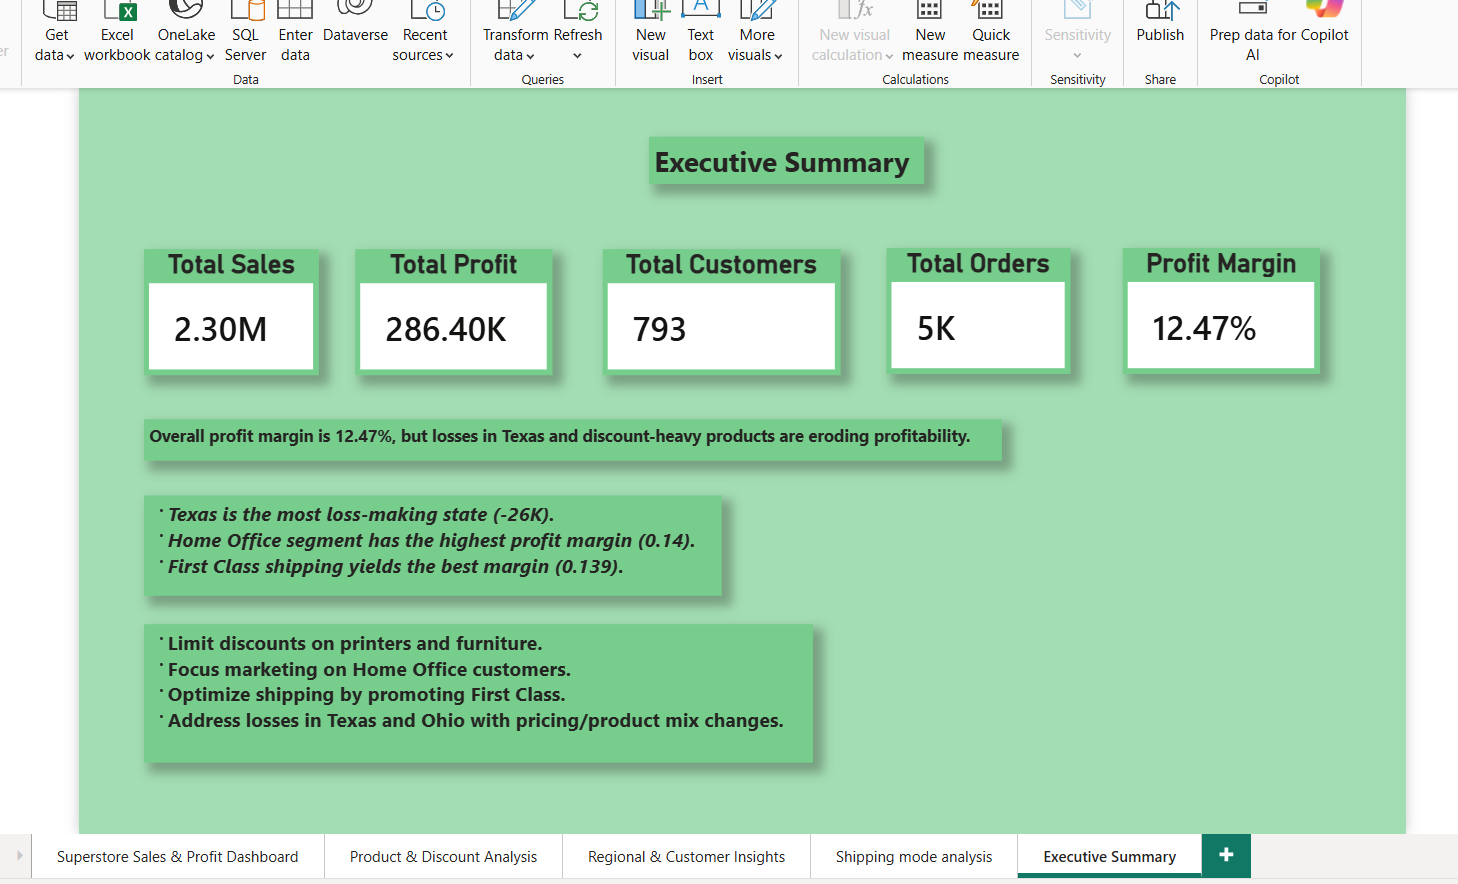 er
Get data
Excel workbook
OneLake catalog
SQL Server
Enter data
Dataverse
Recent sources
Transform data
Refresh
New visual
Text box
More visuals
New visual calculation
New measure
Quick measure
Sensitivity
Publish
Prep data for AI
Copilot
Data
Queries
Insert
Calculations
Sensitivity
Share
Copilot
Executive Summary
Total Sales
2.30M
Total Profit
286.40K
Total Customers
793
Total Orders
5K
Profit Margin
12.47%
Overall profit margin is 12.47%, but losses in Texas and discount-heavy products are eroding profitability.
· Texas is the most loss-making state (-26K).
· Home Office segment has the highest profit margin (0.14).
· First Class shipping yields the best margin (0.139).
· Limit discounts on printers and furniture.
· Focus marketing on Home Office customers.
· Optimize shipping by promoting First Class.
· Address losses in Texas and Ohio with pricing/product mix changes.
Superstore Sales & Profit Dashboard
Product & Discount Analysis
Regional & Customer Insights
Shipping mode analysis
Executive Summary